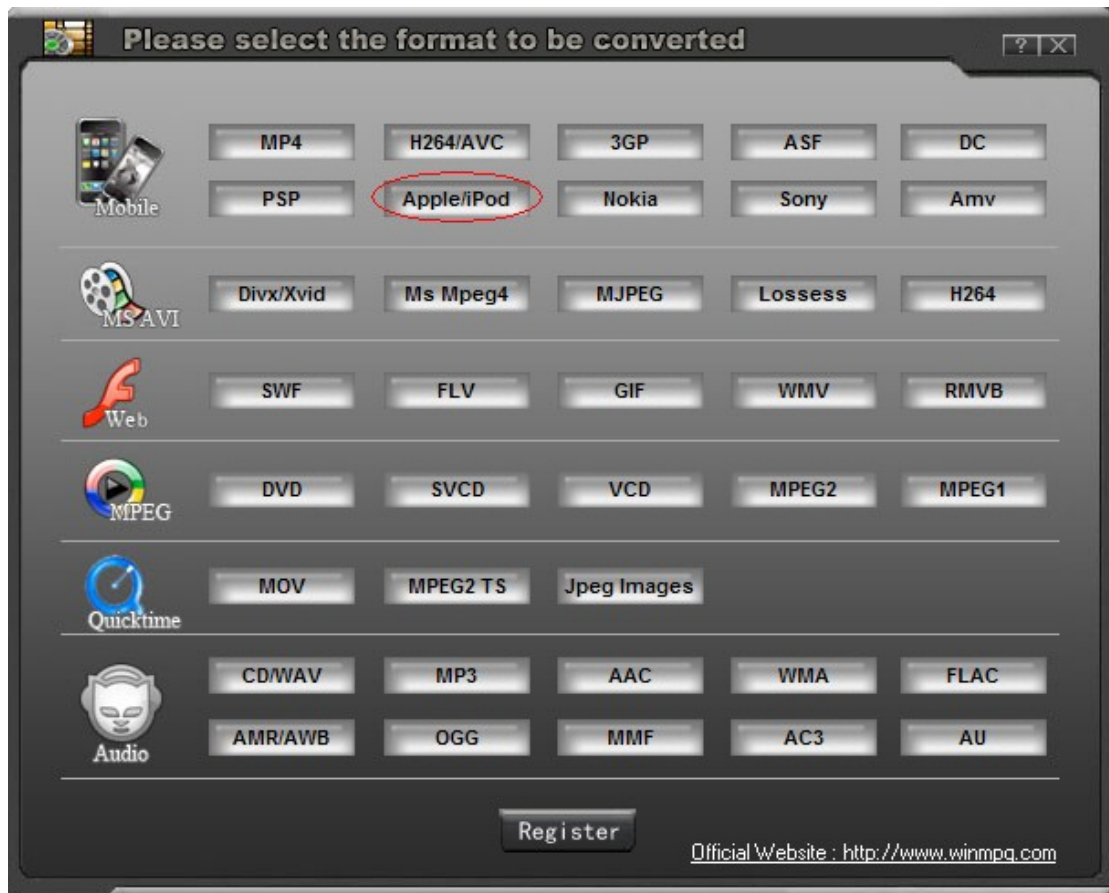 Please select the format to be converted
? X
MP4 H264/AVC 3GP ASF DC
Mobile PSP Apple/iPod Nokia Sony Amv
MS AVI Divx/Xvid Ms Mpeg4 MJPEG Lossess H264
Web SWF FLV GIF WMV RMVB
MPEG DVD SVCD VCD MPEG2 MPEG1
Quicktime MOV MPEG2 TS Jpeg Images
CD/WAV MP3 AAC WMA FLAC
Audio AMR/AWB OGG MMF AC3 AU
Register
Official Website : http://www.winmpg.com